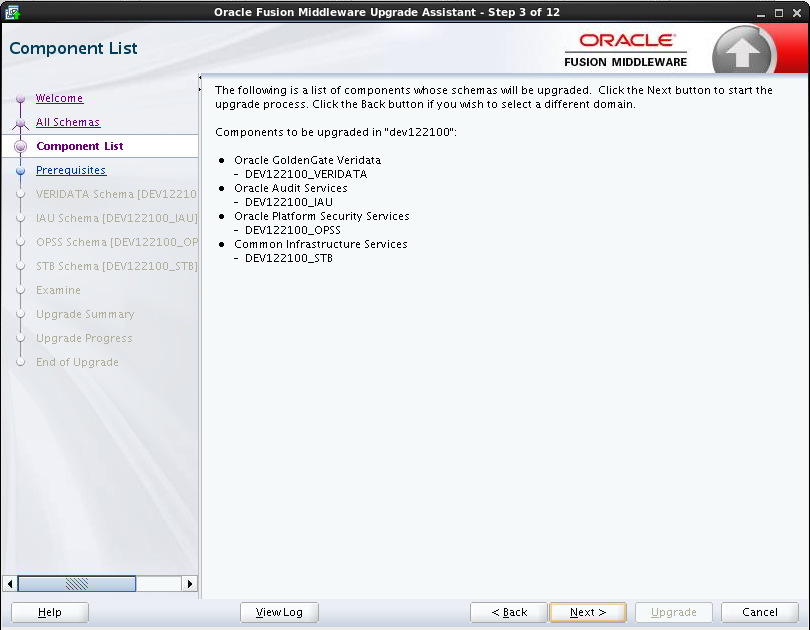 Oracle Fusion Middleware Upgrade Assistant - Step 3 of 12
Component List
ORACLE®
FUSION MIDDLEWARE
Welcome
All Schemas
Component List
Prerequisites
VERIDATA Schema [DEV12210
IAU Schema [DEV122100_IAU]
OPSS Schema [DEV122100_OP
STB Schema [DEV122100_STB]
Examine
Upgrade Summary
Upgrade Progress
End of Upgrade
The following is a list of components whose schemas will be upgraded.  Click the Next button to start the
upgrade process. Click the Back button if you wish to select a different domain.
Components to be upgraded in "dev122100":
• Oracle GoldenGate Veridata
- DEV122100_VERIDATA
• Oracle Audit Services
- DEV122100_IAU
• Oracle Platform Security Services
- DEV122100_OPSS
• Common Infrastructure Services
- DEV122100_STB
Help
View Log
< Back
Next >
Upgrade
Cancel